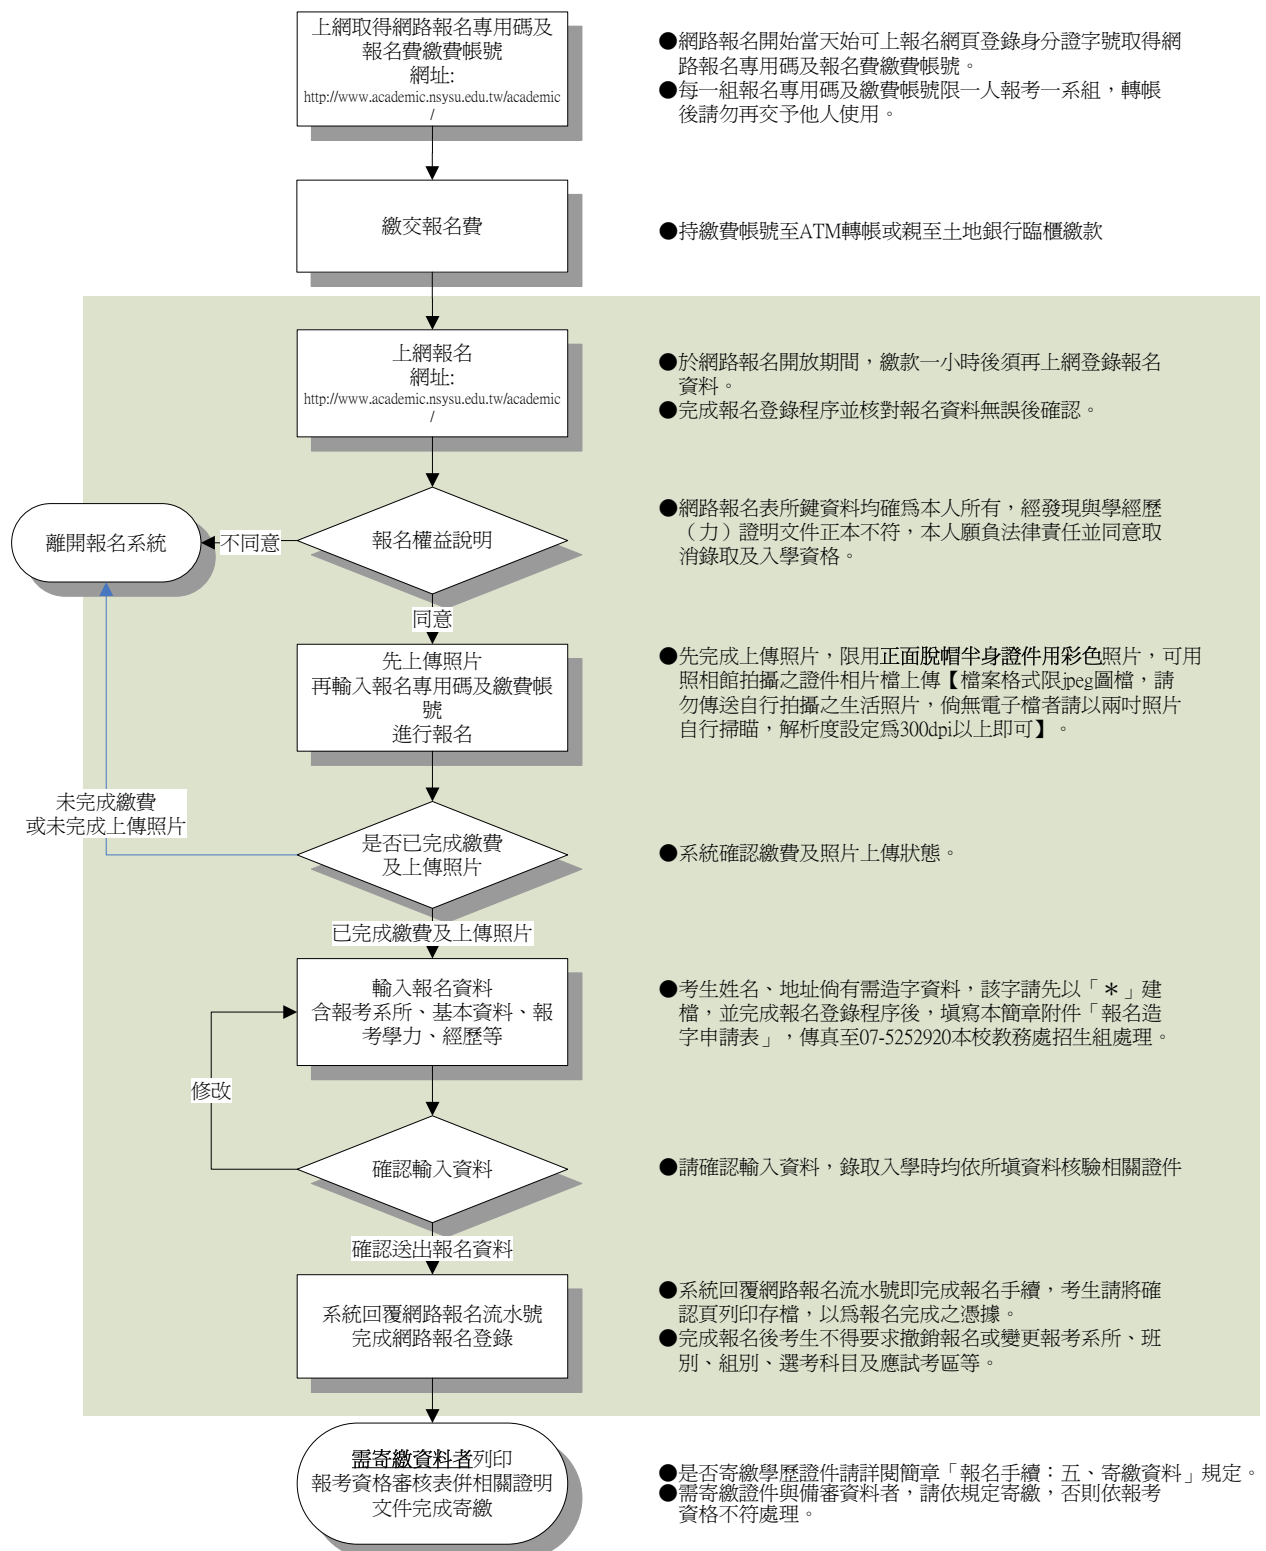 上網取得網路報名專用碼及
報名費繳費帳號
網址:
http://www.academic.nsysu.edu.tw/academic
/
●網路報名開始當天始可上報名網頁登錄身分證字號取得網
路報名專用碼及報名費繳費帳號。
●每一組報名專用碼及繳費帳號限一人報考一系組，轉帳
後請勿再交予他人使用。
繳交報名費
●持繳費帳號至ATM轉帳或親至土地銀行臨櫃繳款
上網報名
網址:
http://www.academic.nsysu.edu.tw/academic
/
●於網路報名開放期間，繳款一小時後須再上網登錄報名
資料。
●完成報名登錄程序並核對報名資料無誤後確認。
離開報名系統
不同意
報名權益說明
●網路報名表所鍵資料均確為本人所有，經發現與學經歷
（力）證明文件正本不符，本人願負法律責任並同意取
消錄取及入學資格。
同意
先上傳照片
再輸入報名專用碼及繳費帳
號
進行報名
●先完成上傳照片，限用正面脫帽半身證件用彩色照片，可用
照相館拍攝之證件相片檔上傳【檔案格式限jpeg圖檔，請
勿傳送自行拍攝之生活照片，倘無電子檔者請以兩吋照片
自行掃瞄，解析度設定為300dpi以上即可】。
未完成繳費
或未完成上傳照片
是否已完成繳費
及上傳照片
●系統確認繳費及照片上傳狀態。
已完成繳費及上傳照片
輸入報名資料
含報考系所、基本資料、報
考學力、經歷等
●考生姓名、地址倘有需造字資料，該字請先以「＊」建
檔，並完成報名登錄程序後，填寫本簡章附件「報名造
字申請表」，傳真至07-5252920本校教務處招生組處理。
修改
確認輸入資料
●請確認輸入資料，錄取入學時均依所填資料核驗相關證件
確認送出報名資料
系統回覆網路報名流水號
完成網路報名登錄
●系統回覆網路報名流水號即完成報名手續，考生請將確
認頁列印存檔，以為報名完成之憑據。
●完成報名後考生不得要求撤銷報名或變更報考系所、班
別、組別、選考科目及應試考區等。
需寄繳資料者列印
報考資格審核表併相關證明
文件完成寄繳
●是否寄繳學歷證件請詳閱簡章「報名手續：五、寄繳資料」規定。
●需寄繳證件與備審資料者，請依規定寄繳，否則依報考
資格不符處理。